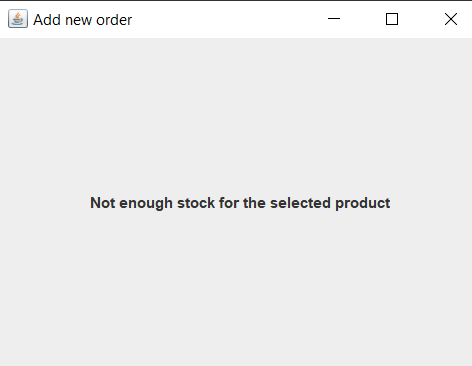 Add new order
Not enough stock for the selected product